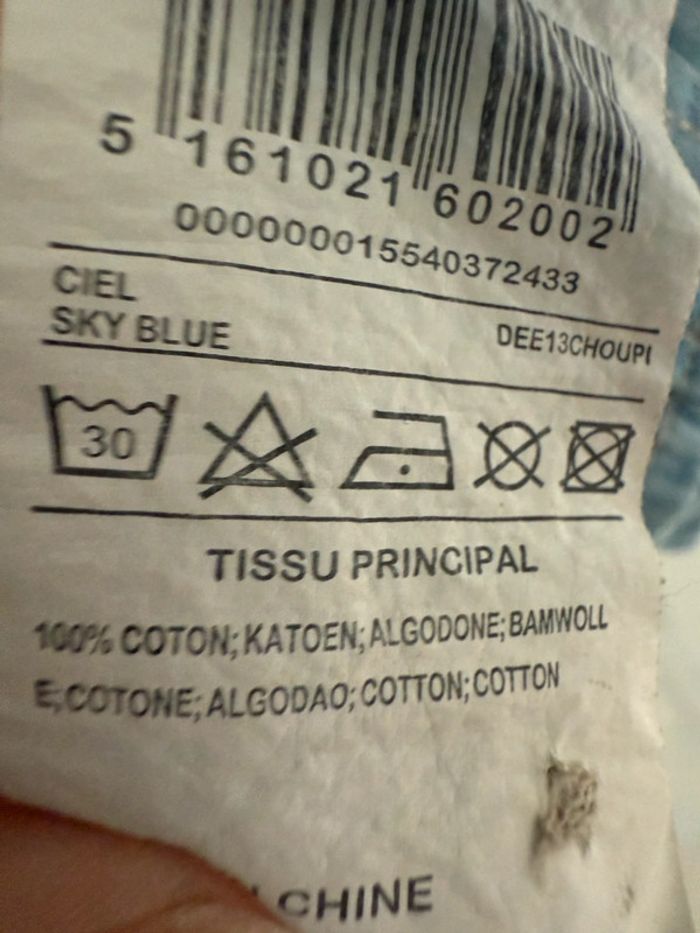 5 161021 602002
000000015540372433
CIEL
SKY BLUE
DEE13CHOUPI
30
TISSU PRINCIPAL
100% COTON; KATOEN; ALGODONE; BAMWOLL
E; COTONE; ALGODAO; COTTON; COTTON
CHINE